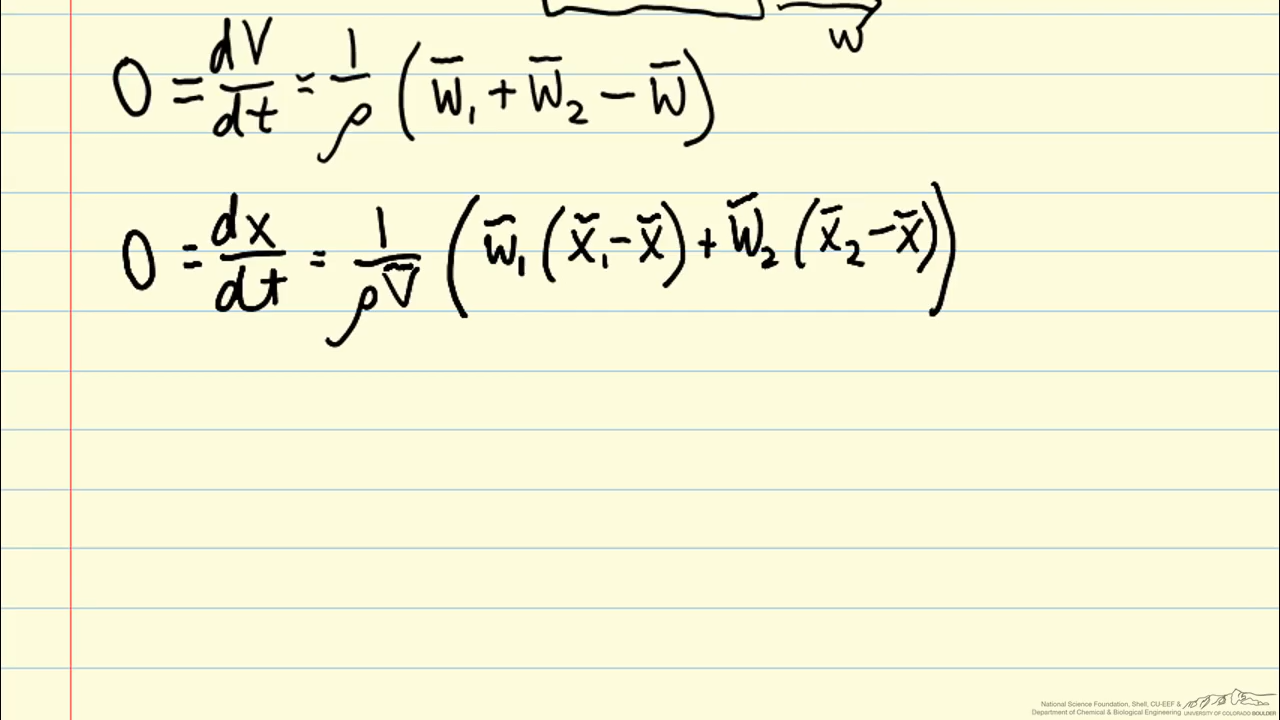 w
0 = dV/dt = 1/ρ (w̄₁ + w̄₂ − w̄)
0 = dx/dt = 1/(ρV̄) (w̄₁(x̄₁ − x̄) + w̄₂(x̄₂ − x̄))
National Science Foundation, Shell, CU-EEF &
Department of Chemical & Biological Engineering UNIVERSITY OF COLORADO BOULDER